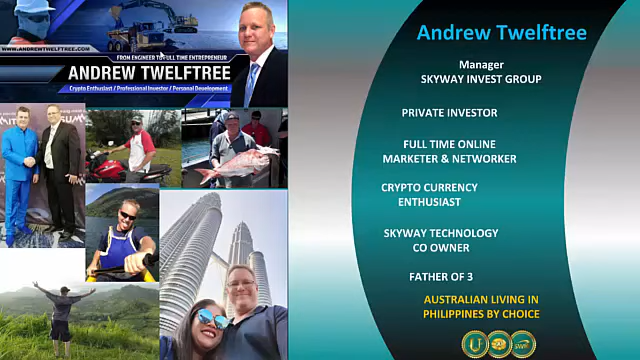 WWW.ANDREWTWELFTREE.COM
FROM ENGINEER TO FULL TIME ENTREPRENEUR
ANDREW TWELFTREE
Crypto Enthusiast / Professional Investor / Personal Development
Andrew Twelftree
Manager
SKYWAY INVEST GROUP
PRIVATE INVESTOR
FULL TIME ONLINE
MARKETER & NETWORKER
CRYPTO CURRENCY
ENTHUSIAST
SKYWAY TECHNOLOGY
CO OWNER
FATHER OF 3
AUSTRALIAN LIVING IN
PHILIPPINES BY CHOICE